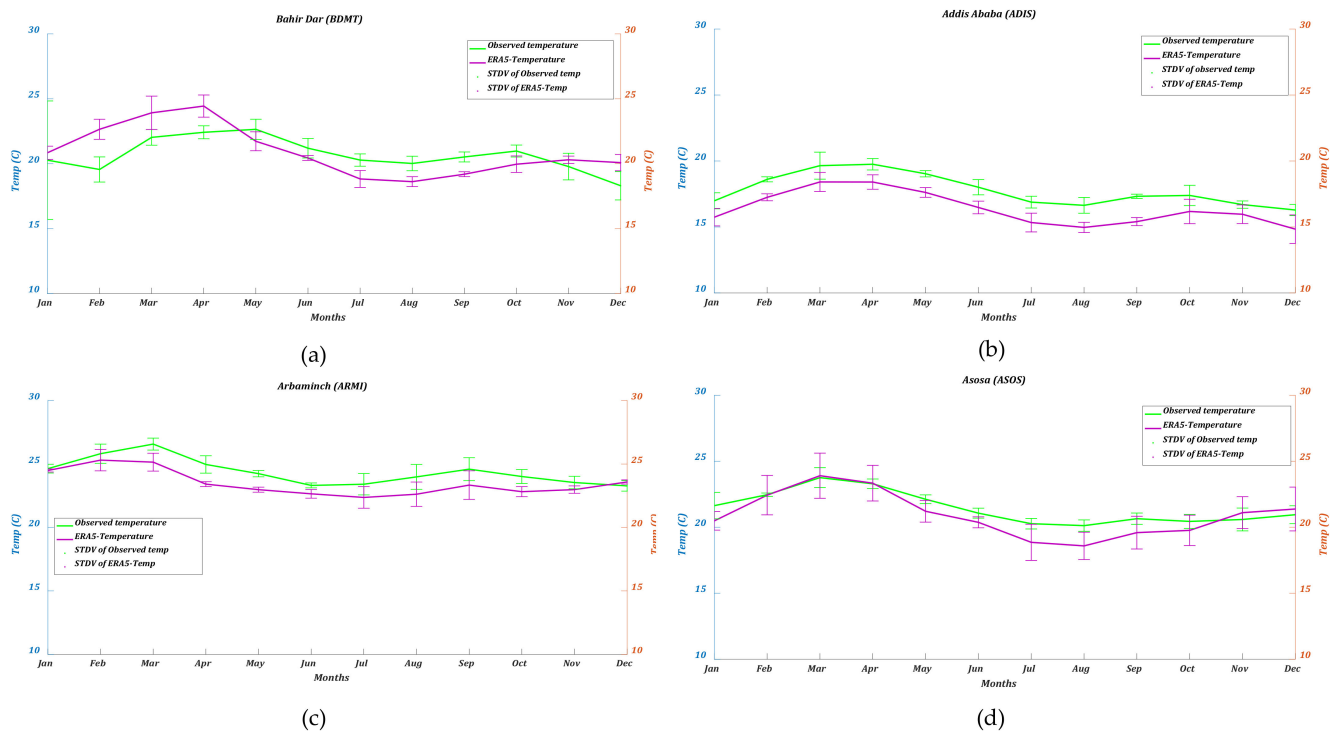 Bahir Dar (BDMT)
30
25
20
15
10
Temp (C)
Observed temperature
ERA5-Temperature
STDV of Observed temp
STDV of ERA5-Temp
30
25
20
15
10
Temp (C)
Jan Feb Mar Apr May Jun Jul Aug Sep Oct Nov Dec
Months
(a)
Addis Ababa (ADIS)
30
25
20
15
10
Temp (C)
Observed temperature
ERA5-Temperature
STDV of observed temp
STDV of ERA5-Temp
30
25
20
15
10
Temp (C)
Jan Feb Mar Apr May Jun Jul Aug Sep Oct Nov Dec
Months
(b)
Arbaminch (ARMI)
30
25
20
15
10
Temp (C)
Observed temperature
ERA5-Temperature
STDV of Observed temp
STDV of ERA5-Temp
30
25
20
15
10
Temp (C)
Jan Feb Mar Apr May Jun Jul Aug Sep Oct Nov Dec
Months
(c)
Asosa (ASOS)
30
25
20
15
10
Temp (C)
Observed temperature
ERA5-Temperature
STDV of Observed temp
STDV of ERA5-Temp
30
25
20
15
10
Temp (C)
Jan Feb Mar Apr May Jun Jul Aug Sep Oct Nov Dec
Months
(d)